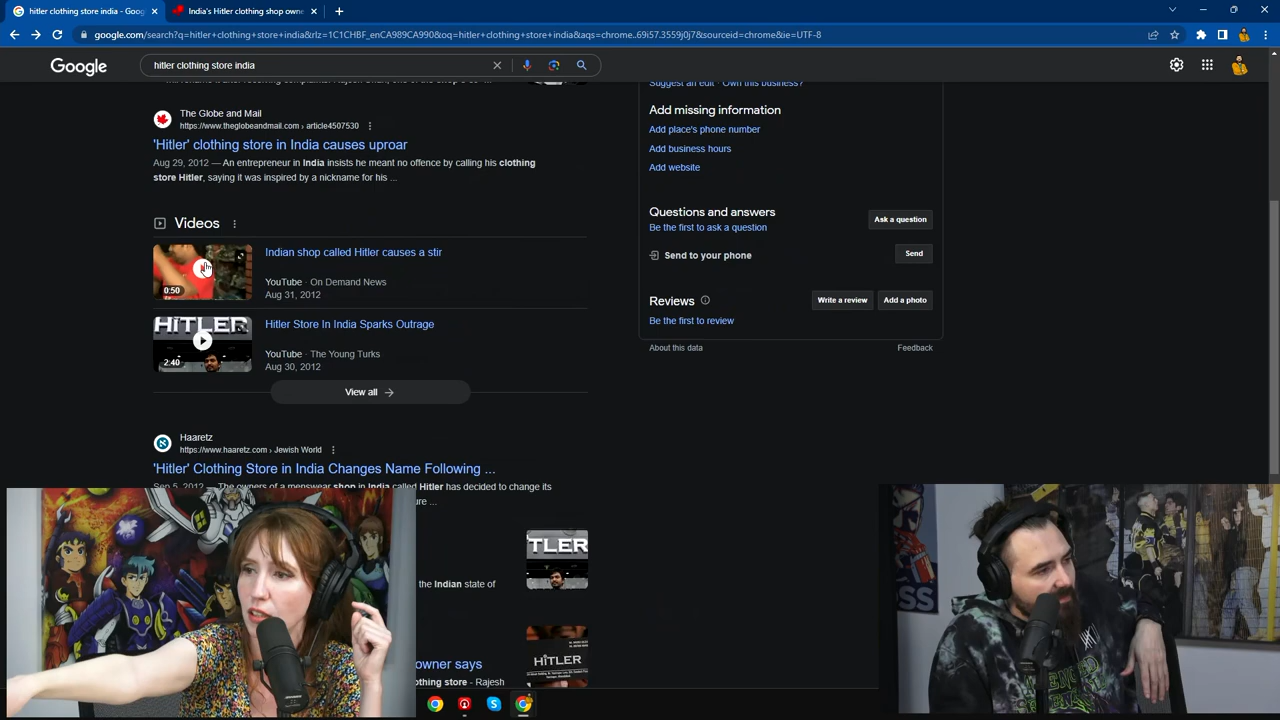 hitler clothing store india - Goog
India's Hitler clothing shop owne
google.com/search?q=hitler+clothing+store+india&rlz=1C1CHBF_enCA989CA990&oq=hitler+clothing+store+india&aqs=chrome..69i57.3559j0j7&sourceid=chrome&ie=UTF-8
Google
hitler clothing store india
The Globe and Mail
https://www.theglobeandmail.com › article4507530
'Hitler' clothing store in India causes uproar
Aug 29, 2012 — An entrepreneur in India insists he meant no offence by calling his clothing
store Hitler, saying it was inspired by a nickname for his ...
Videos
Indian shop called Hitler causes a stir
0:50
YouTube · On Demand News
Aug 31, 2012
HITLER
Hitler Store In India Sparks Outrage
2:40
YouTube · The Young Turks
Aug 30, 2012
View all
Haaretz
https://www.haaretz.com › Jewish World
'Hitler' Clothing Store in India Changes Name Following ...
Sep 5, 2012 — The owners of a menswear shop in India called Hitler has decided to change its
ure ...
TLER
the Indian state of
HITLER
owner says
clothing store - Rajesh
Suggest an edit · Own this business?
Add missing information
Add place's phone number
Add business hours
Add website
Questions and answers
Be the first to ask a question
Ask a question
Send to your phone
Send
Reviews
Write a review
Add a photo
Be the first to review
About this data
Feedback